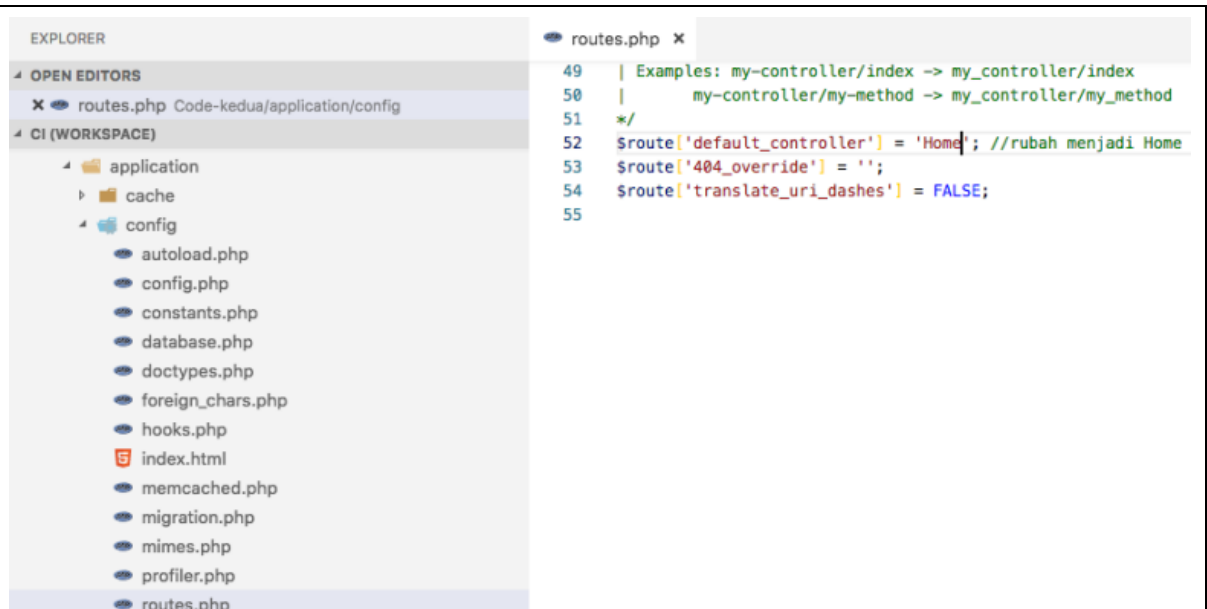 EXPLORER
OPEN EDITORS
routes.php Code-kedua/application/config
CI (WORKSPACE)
application
cache
config
autoload.php
config.php
constants.php
database.php
doctypes.php
foreign_chars.php
hooks.php
index.html
memcached.php
migration.php
mimes.php
profiler.php
routes.php
routes.php
49 | Examples: my-controller/index -> my_controller/index
50 | my-controller/my-method -> my_controller/my_method
51 */
52 $route['default_controller'] = 'Home'; //rubah menjadi Home
53 $route['404_override'] = '';
54 $route['translate_uri_dashes'] = FALSE;
55